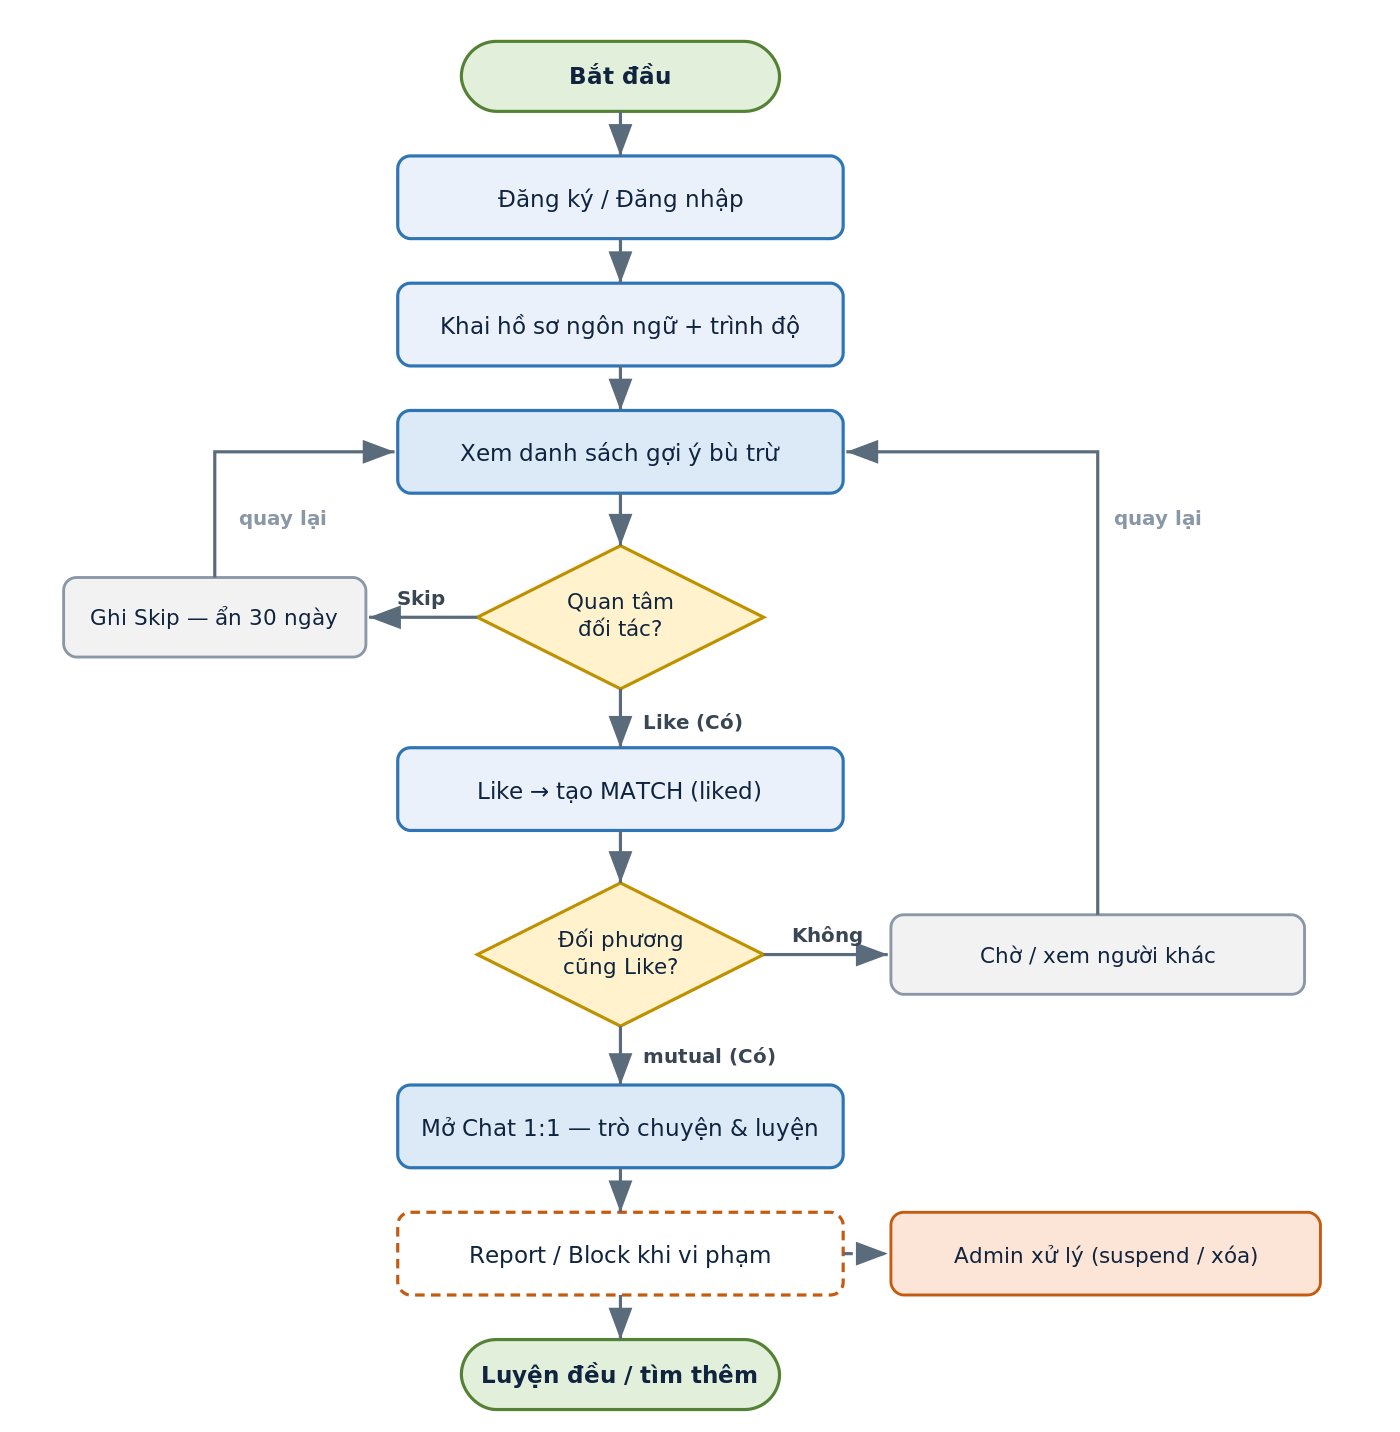 Bắt đầu
Đăng ký / Đăng nhập
Khai hồ sơ ngôn ngữ + trình độ
Xem danh sách gợi ý bù trừ
quay lại
quay lại
Quan tâm
đối tác?
Skip
Ghi Skip — ẩn 30 ngày
Like (Có)
Like → tạo MATCH (liked)
Đối phương
cũng Like?
Không
Chờ / xem người khác
mutual (Có)
Mở Chat 1:1 — trò chuyện & luyện
Report / Block khi vi phạm
Admin xử lý (suspend / xóa)
Luyện đều / tìm thêm